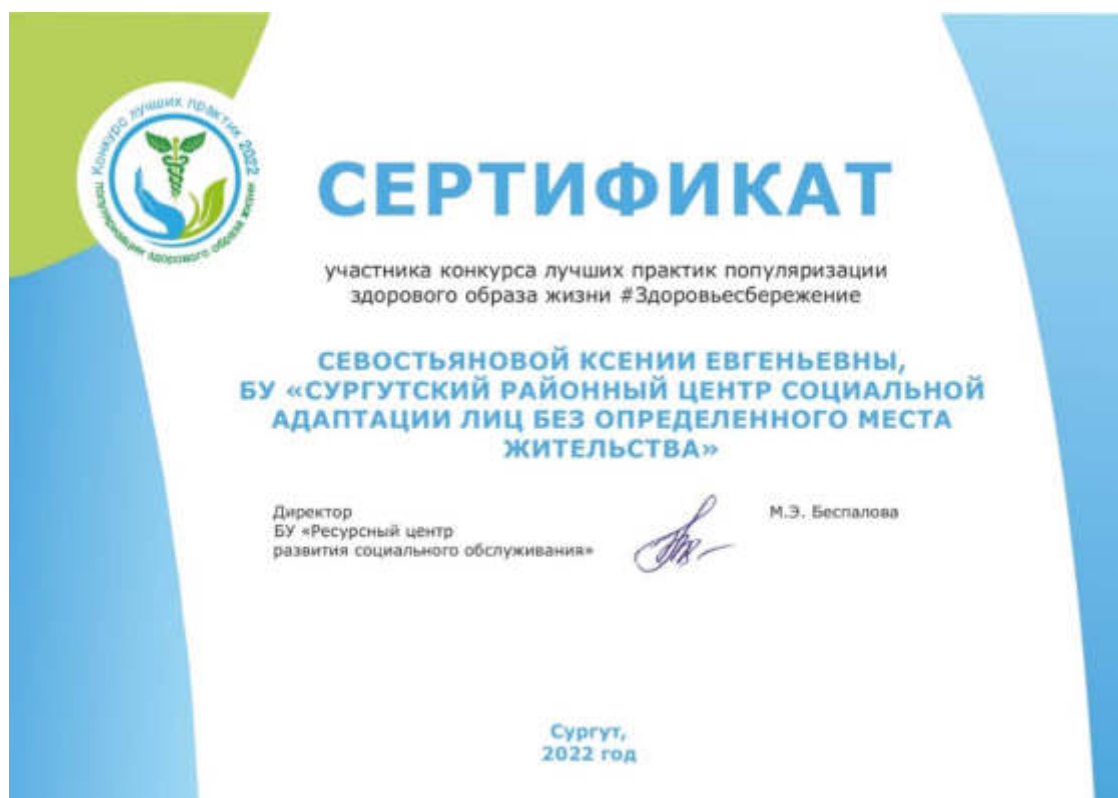 Конкурс лучших практик 2022
популяризации здорового образа жизни
СЕРТИФИКАТ
участника конкурса лучших практик популяризации
здорового образа жизни #Здоровьесбережение
СЕВОСТЬЯНОВОЙ КСЕНИИ ЕВГЕНЬЕВНЫ,
БУ «СУРГУТСКИЙ РАЙОННЫЙ ЦЕНТР СОЦИАЛЬНОЙ
АДАПТАЦИИ ЛИЦ БЕЗ ОПРЕДЕЛЕННОГО МЕСТА
ЖИТЕЛЬСТВА»
Директор
БУ «Ресурсный центр
развития социального обслуживания»
М.Э. Беспалова
Сургут,
2022 год